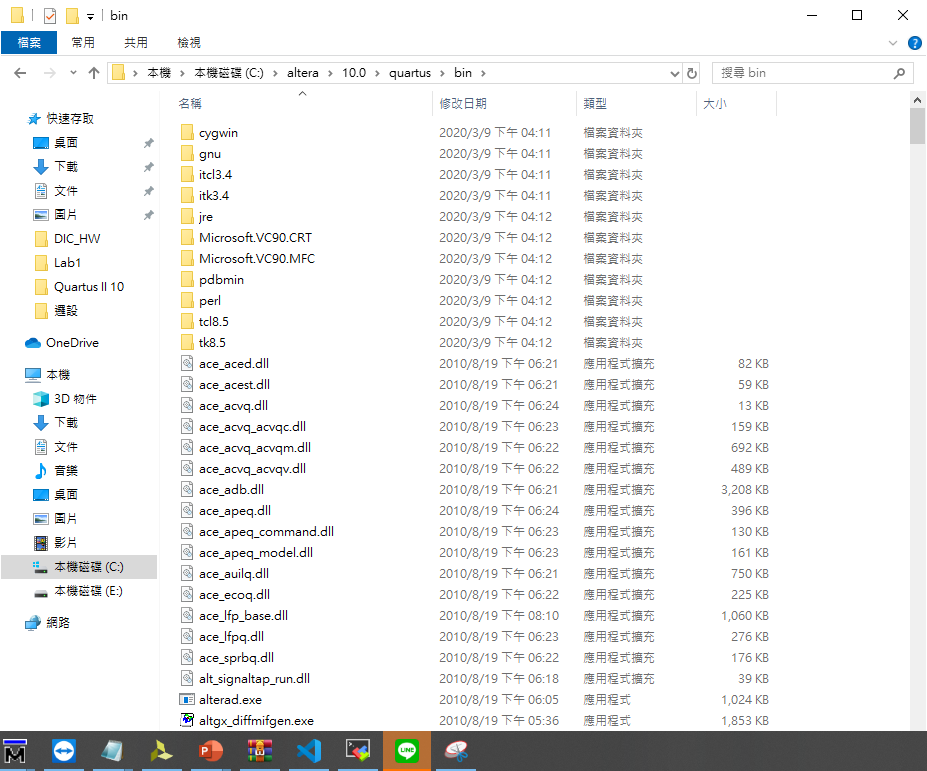 bin
檔案 常用 共用 檢視
本機 本機磁碟 (C:) altera 10.0 quartus bin 搜尋 bin
名稱 修改日期 類型 大小
快速存取
桌面
下載
文件
圖片
DIC_HW
Lab1
Quartus II 10
選設
OneDrive
本機
3D 物件
下載
文件
音樂
桌面
圖片
影片
本機磁碟 (C:)
本機磁碟 (E:)
網路
cygwin 2020/3/9 下午 04:11 檔案資料夾
gnu 2020/3/9 下午 04:11 檔案資料夾
itcl3.4 2020/3/9 下午 04:11 檔案資料夾
itk3.4 2020/3/9 下午 04:11 檔案資料夾
jre 2020/3/9 下午 04:12 檔案資料夾
Microsoft.VC90.CRT 2020/3/9 下午 04:12 檔案資料夾
Microsoft.VC90.MFC 2020/3/9 下午 04:12 檔案資料夾
pdbmin 2020/3/9 下午 04:12 檔案資料夾
perl 2020/3/9 下午 04:12 檔案資料夾
tcl8.5 2020/3/9 下午 04:12 檔案資料夾
tk8.5 2020/3/9 下午 04:12 檔案資料夾
ace_aced.dll 2010/8/19 下午 06:21 應用程式擴充 82 KB
ace_acest.dll 2010/8/19 下午 06:21 應用程式擴充 59 KB
ace_acvq.dll 2010/8/19 下午 06:24 應用程式擴充 13 KB
ace_acvq_acvqc.dll 2010/8/19 下午 06:23 應用程式擴充 159 KB
ace_acvq_acvqm.dll 2010/8/19 下午 06:22 應用程式擴充 692 KB
ace_acvq_acvqv.dll 2010/8/19 下午 06:22 應用程式擴充 489 KB
ace_adb.dll 2010/8/19 下午 06:21 應用程式擴充 3,208 KB
ace_apeq.dll 2010/8/19 下午 06:24 應用程式擴充 396 KB
ace_apeq_command.dll 2010/8/19 下午 06:23 應用程式擴充 130 KB
ace_apeq_model.dll 2010/8/19 下午 06:23 應用程式擴充 161 KB
ace_auilq.dll 2010/8/19 下午 06:21 應用程式擴充 750 KB
ace_ecoq.dll 2010/8/19 下午 06:22 應用程式擴充 225 KB
ace_lfp_base.dll 2010/8/19 下午 08:10 應用程式擴充 1,060 KB
ace_lfpq.dll 2010/8/19 下午 06:23 應用程式擴充 276 KB
ace_sprbq.dll 2010/8/19 下午 06:22 應用程式擴充 176 KB
alt_signaltap_run.dll 2010/8/19 下午 06:18 應用程式擴充 39 KB
alterad.exe 2010/8/19 下午 06:05 應用程式 1,024 KB
altgx_diffmifgen.exe 2010/8/19 下午 05:36 應用程式 1,853 KB
LINE